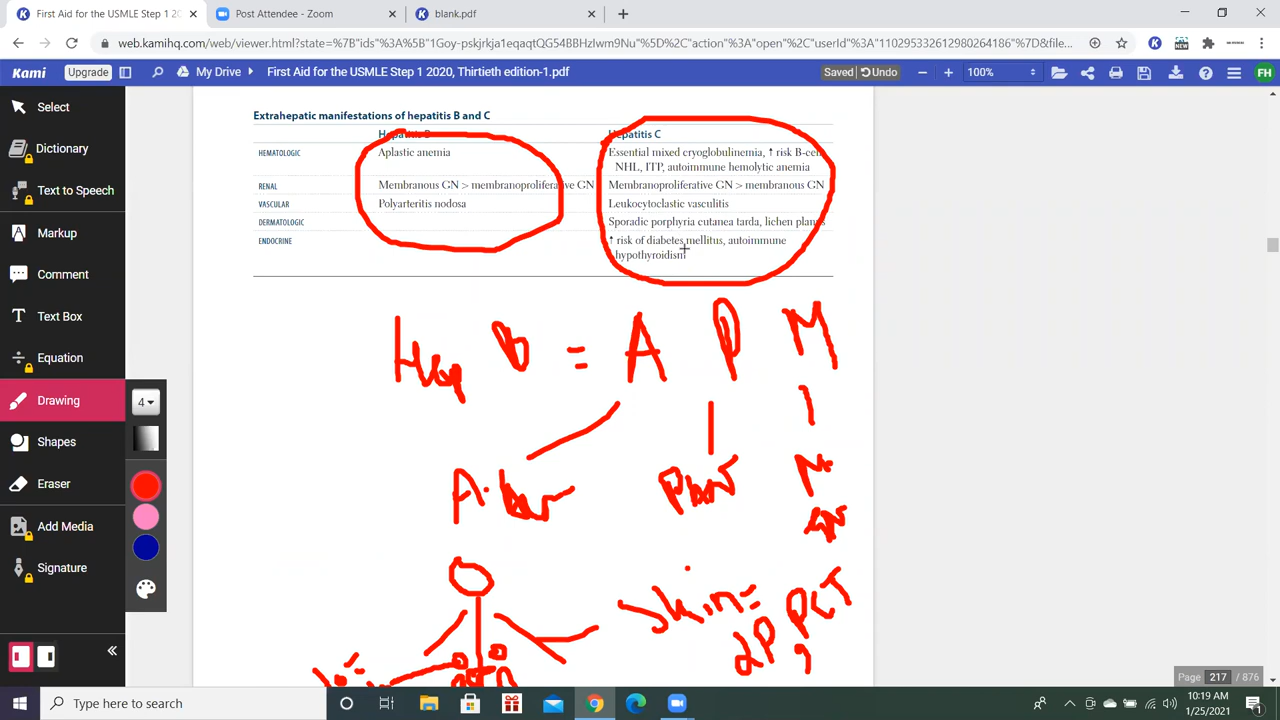 First Aid for the USMLE Step 1 20
Post Attendee - Zoom
blank.pdf
web.kamihq.com/web/viewer.html?state=%7B"ids"%3A%5B"1Goy-pskjrkja1eqaqtQG54BBHzIwm9Nu"%5D%2C"action"%3A"open"%2C"userId"%3A"110295332612980264186"%7D&file...
Kami
Upgrade
My Drive
First Aid for the USMLE Step 1 2020, Thirtieth edition-1.pdf
Saved
Undo
100%
FH
Select
Dictionary
Text to Speech
Markup
Comment
Text Box
Equation
Drawing
4
Shapes
Eraser
Add Media
Signature
Extrahepatic manifestations of hepatitis B and C
Hepatitis B Hepatitis C
HEMATOLOGIC Aplastic anemia Essential mixed cryoglobulinemia, ↑ risk B-cell
NHL, ITP, autoimmune hemolytic anemia
RENAL Membranous GN > membranoproliferative GN Membranoproliferative GN > membranous GN
VASCULAR Polyarteritis nodosa Leukocytoclastic vasculitis
DERMATOLOGIC Sporadic porphyria cutanea tarda, lichen planus
ENDOCRINE ↑ risk of diabetes mellitus, autoimmune
hypothyroidism
Hep B = A P M
Skin =
2P PCT
Page 217 / 876
Type here to search
10:19 AM
1/25/2021
1